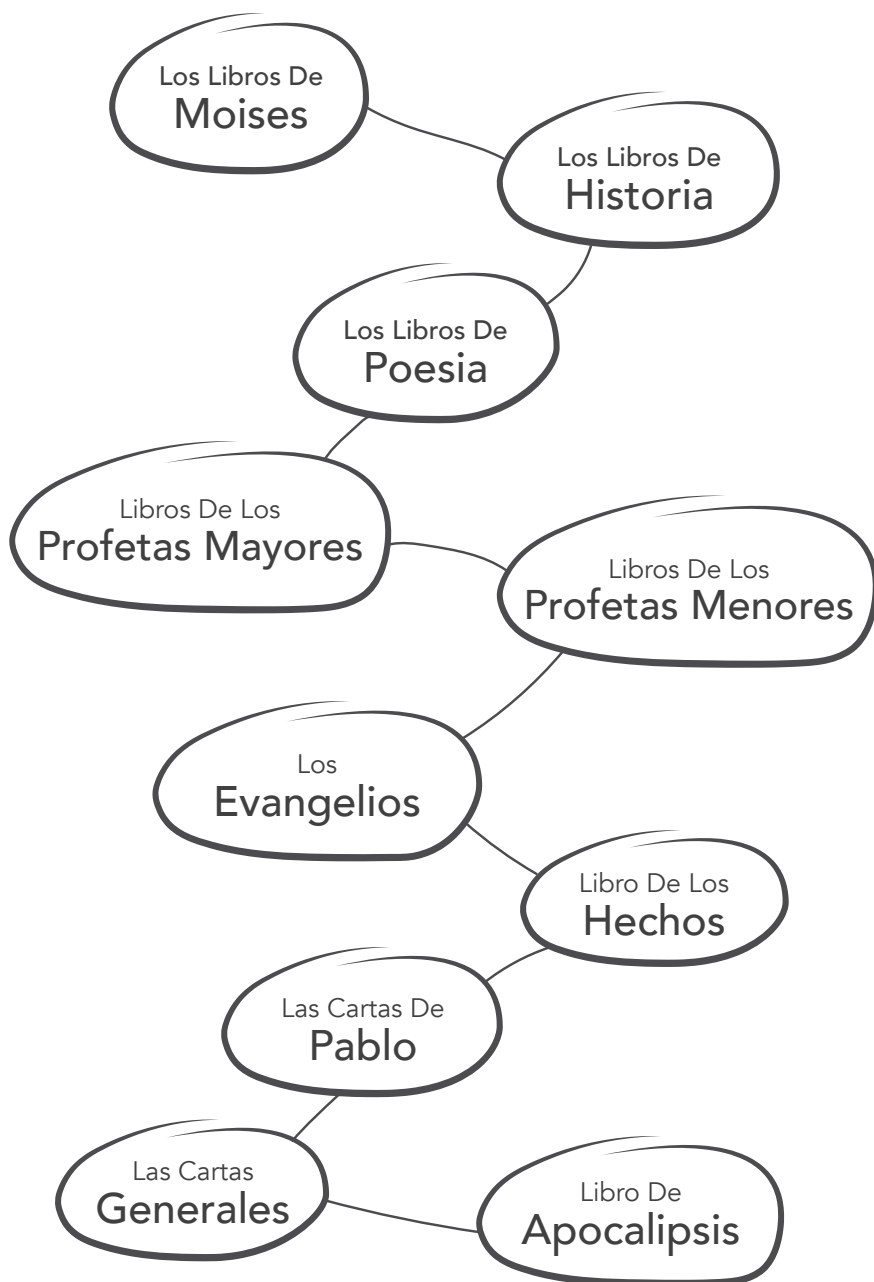 Los Libros De
Moises
Los Libros De
Historia
Los Libros De
Poesia
Libros De Los
Profetas Mayores
Libros De Los
Profetas Menores
Los
Evangelios
Libro De Los
Hechos
Las Cartas De
Pablo
Las Cartas
Generales
Libro De
Apocalipsis